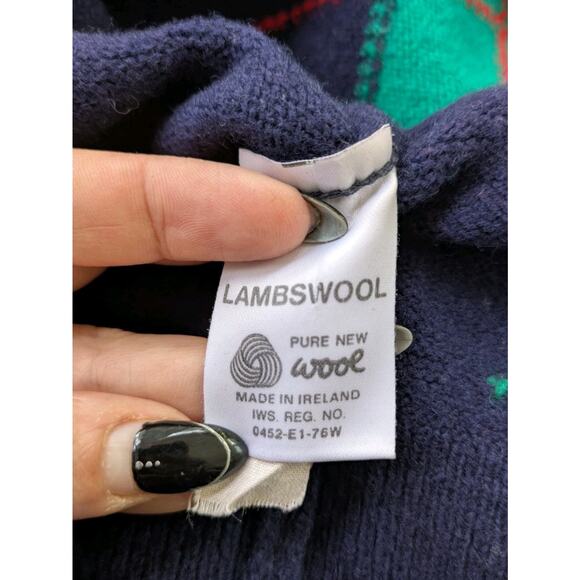 LAMBSWOOL
PURE NEW
wool
MADE IN IRELAND
IWS. REG. NO.
0452-E1-76W